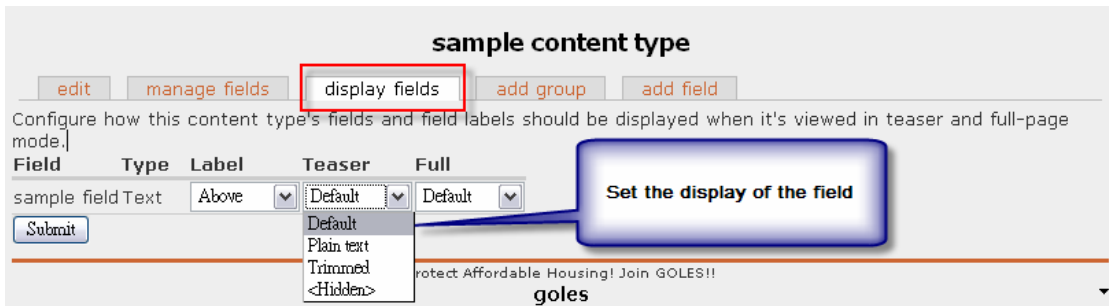 sample content type
edit manage fields display fields add group add field
Configure how this content type's fields and field labels should be displayed when it's viewed in teaser and full-page
mode.
Field Type Label Teaser Full
sample field Text Above Default Default
Set the display of the field
Submit
Default
Plain text
Trimmed
<Hidden>
Affordable Housing! Join GOLES!!
goles